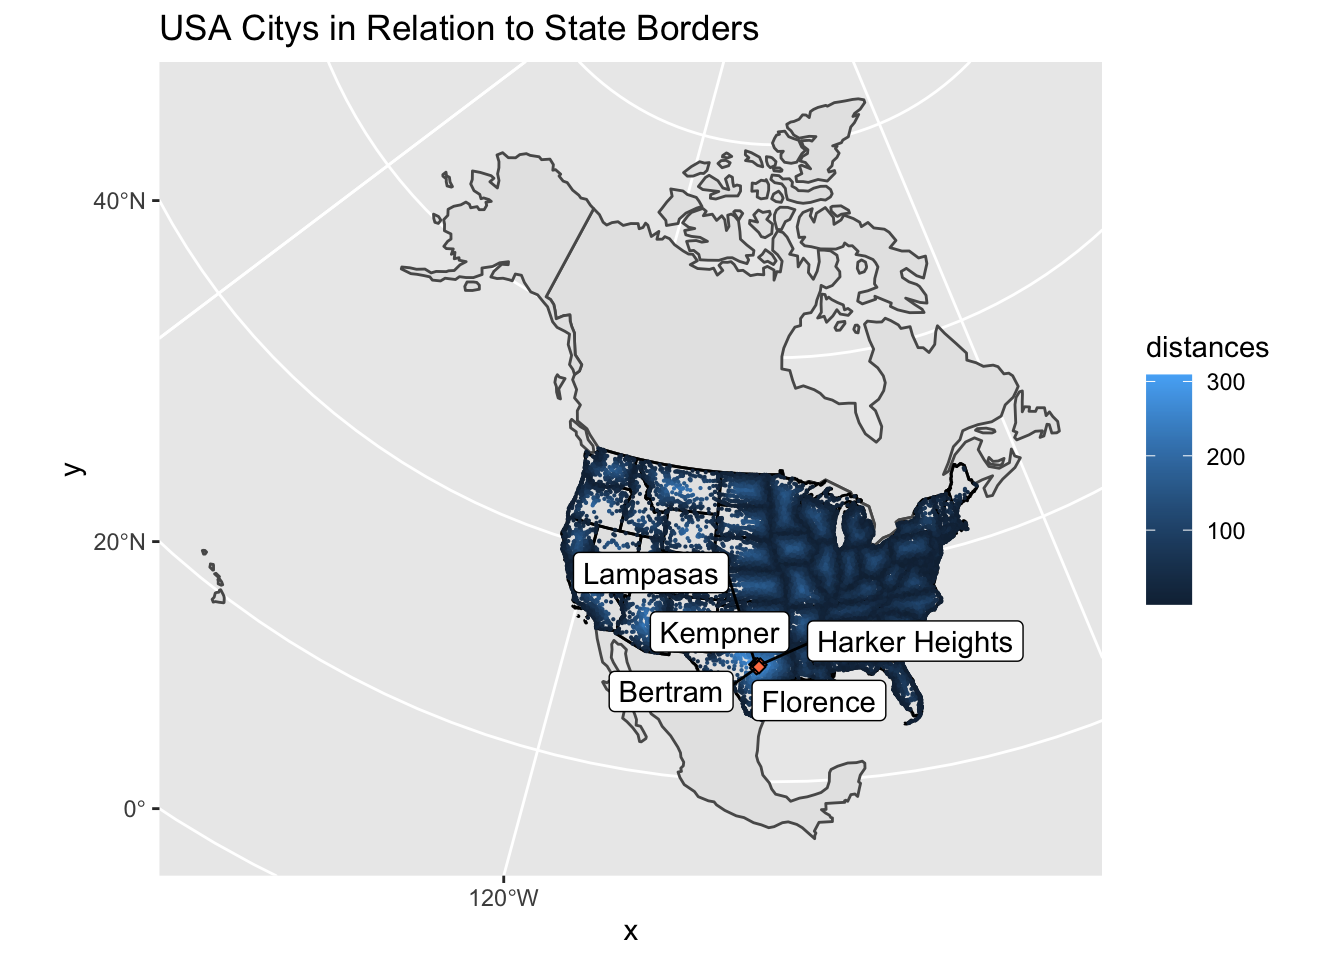 USA Citys in Relation to State Borders
40°N
20°N
0°
y
120°W
x
Lampasas
Kempner
Harker Heights
Bertram
Florence
distances
300
200
100